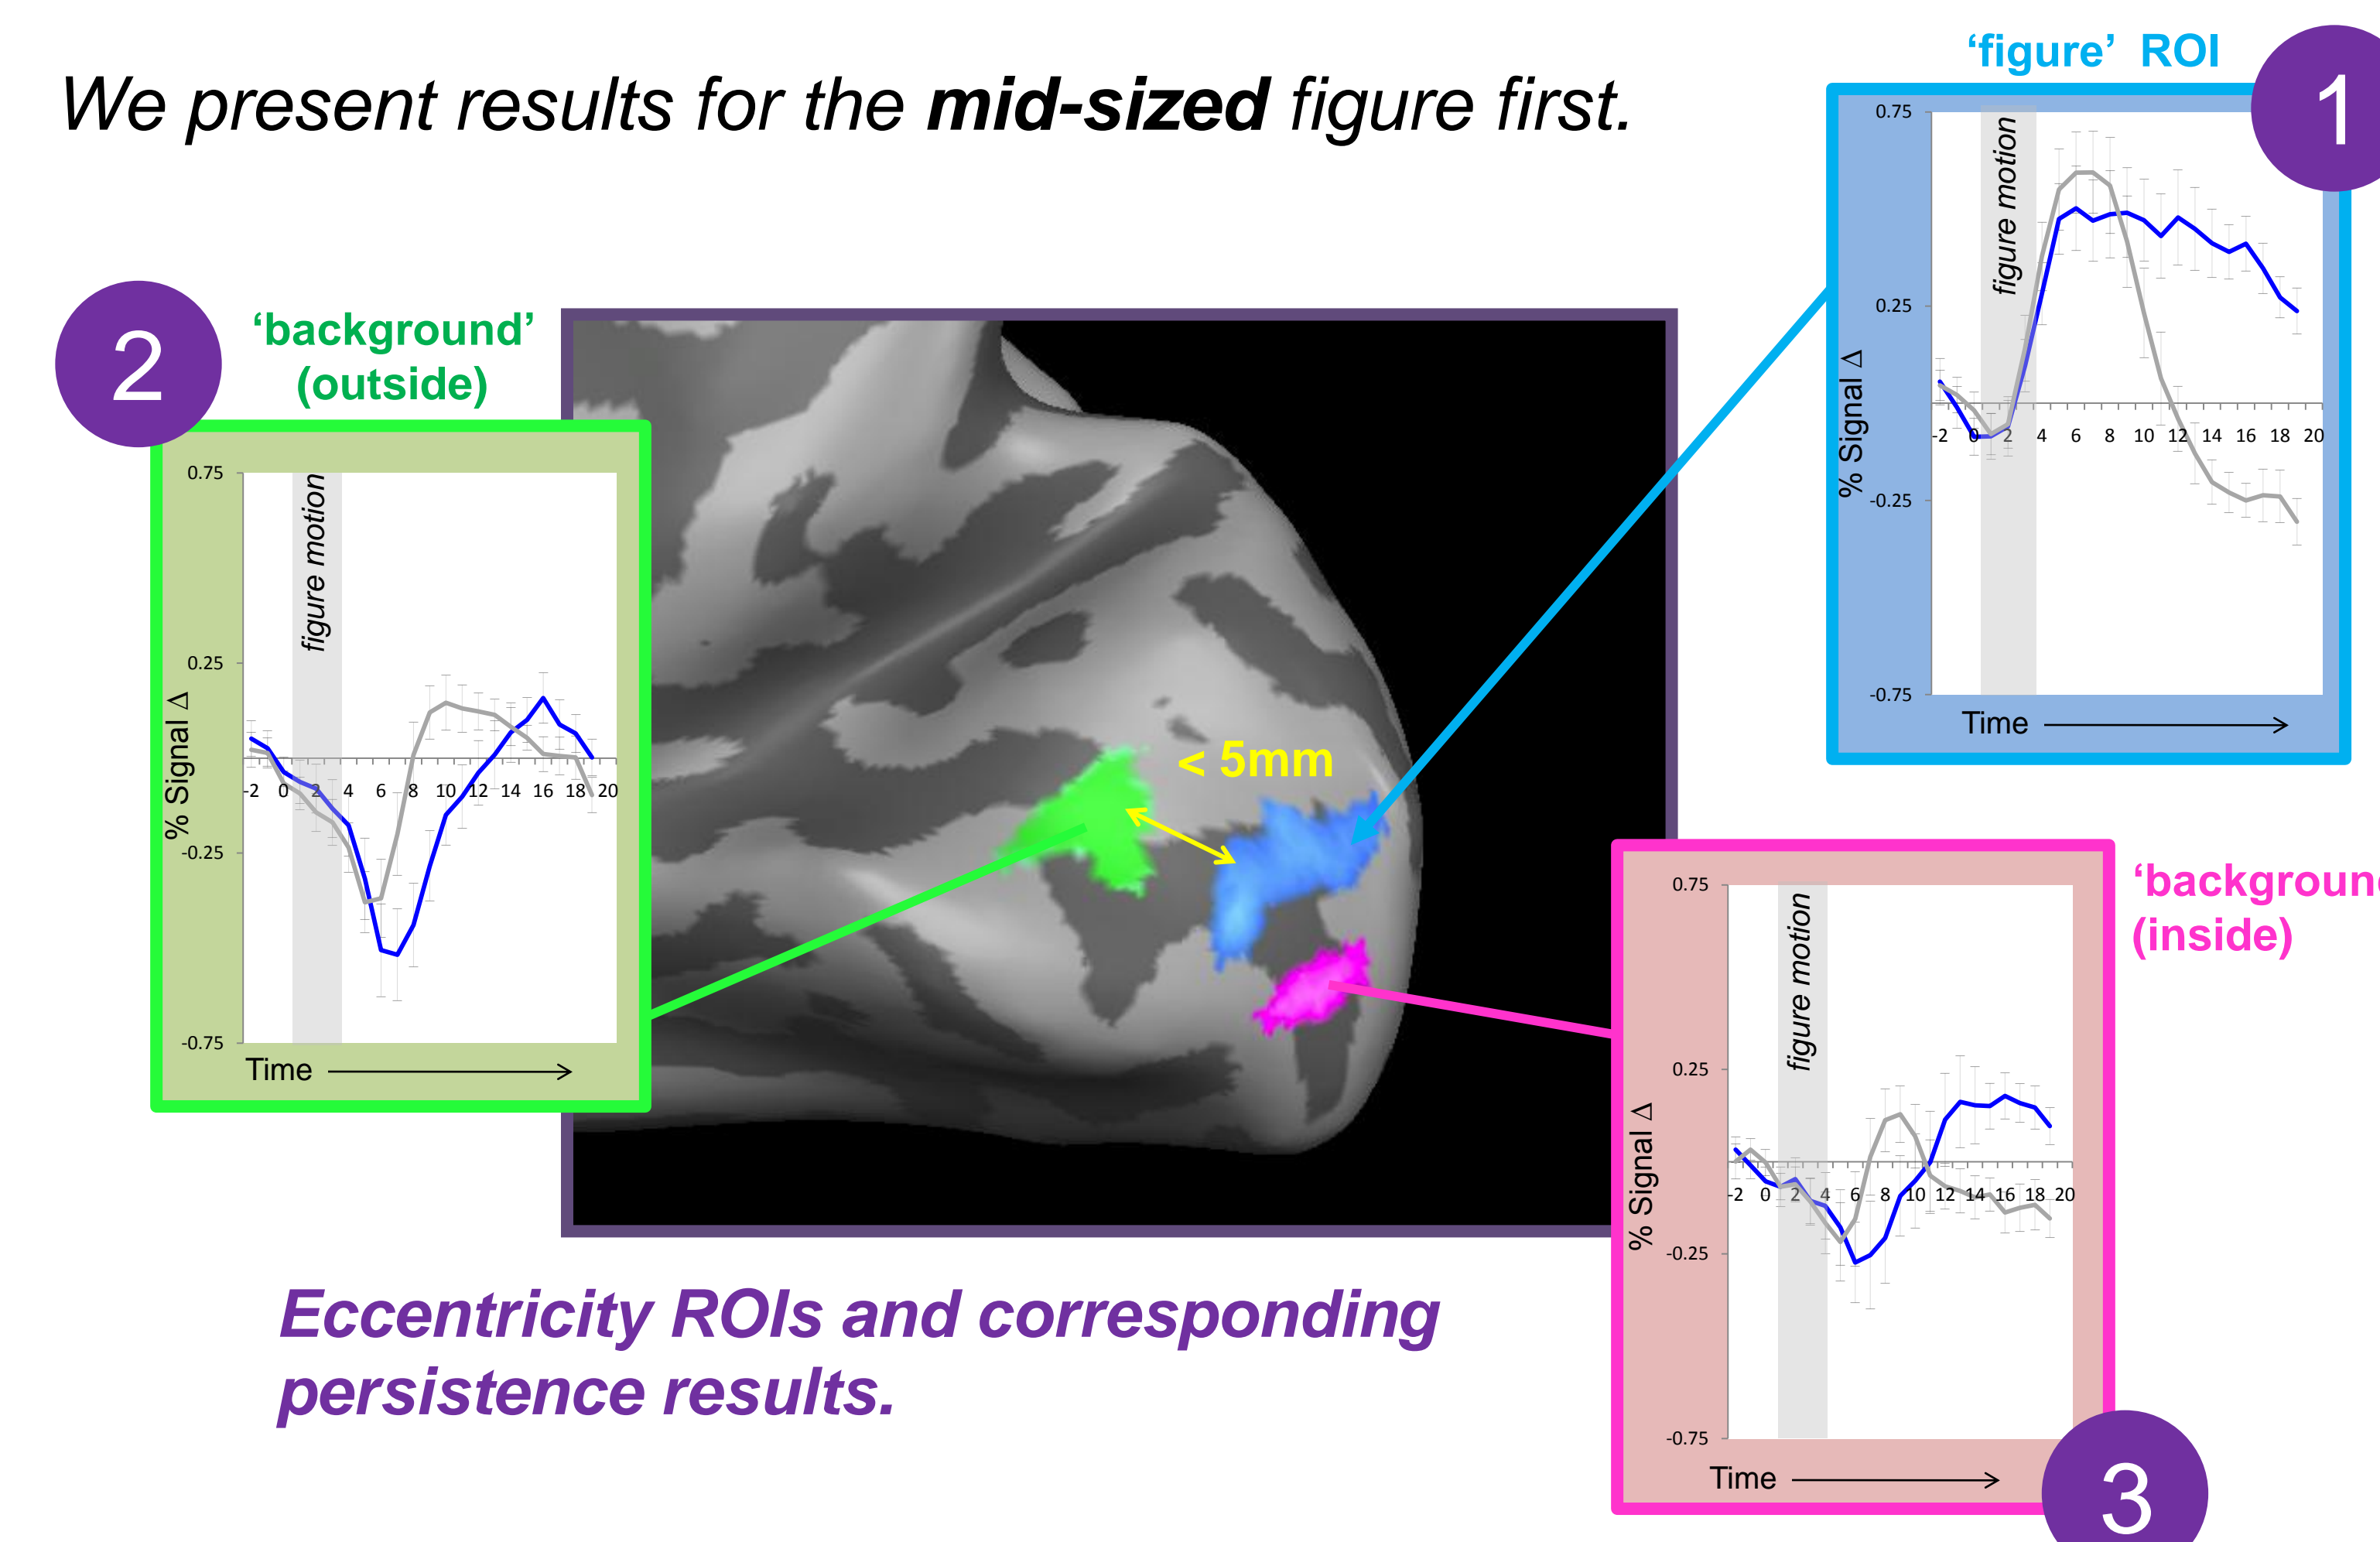 We present results for the mid-sized figure first.
‘figure’ ROI
1
0.75
0.25
-0.25
-0.75
% Signal Δ
figure motion
-2 0 2 4 6 8 10 12 14 16 18 20
Time
2
‘background’
(outside)
0.75
0.25
-0.25
-0.75
% Signal Δ
figure motion
-2 0 2 4 6 8 10 12 14 16 18 20
Time
< 5mm
‘background
(inside)
0.75
0.25
-0.25
-0.75
% Signal Δ
figure motion
-2 0 2 4 6 8 10 12 14 16 18 20
Time
3
Eccentricity ROIs and corresponding
persistence results.